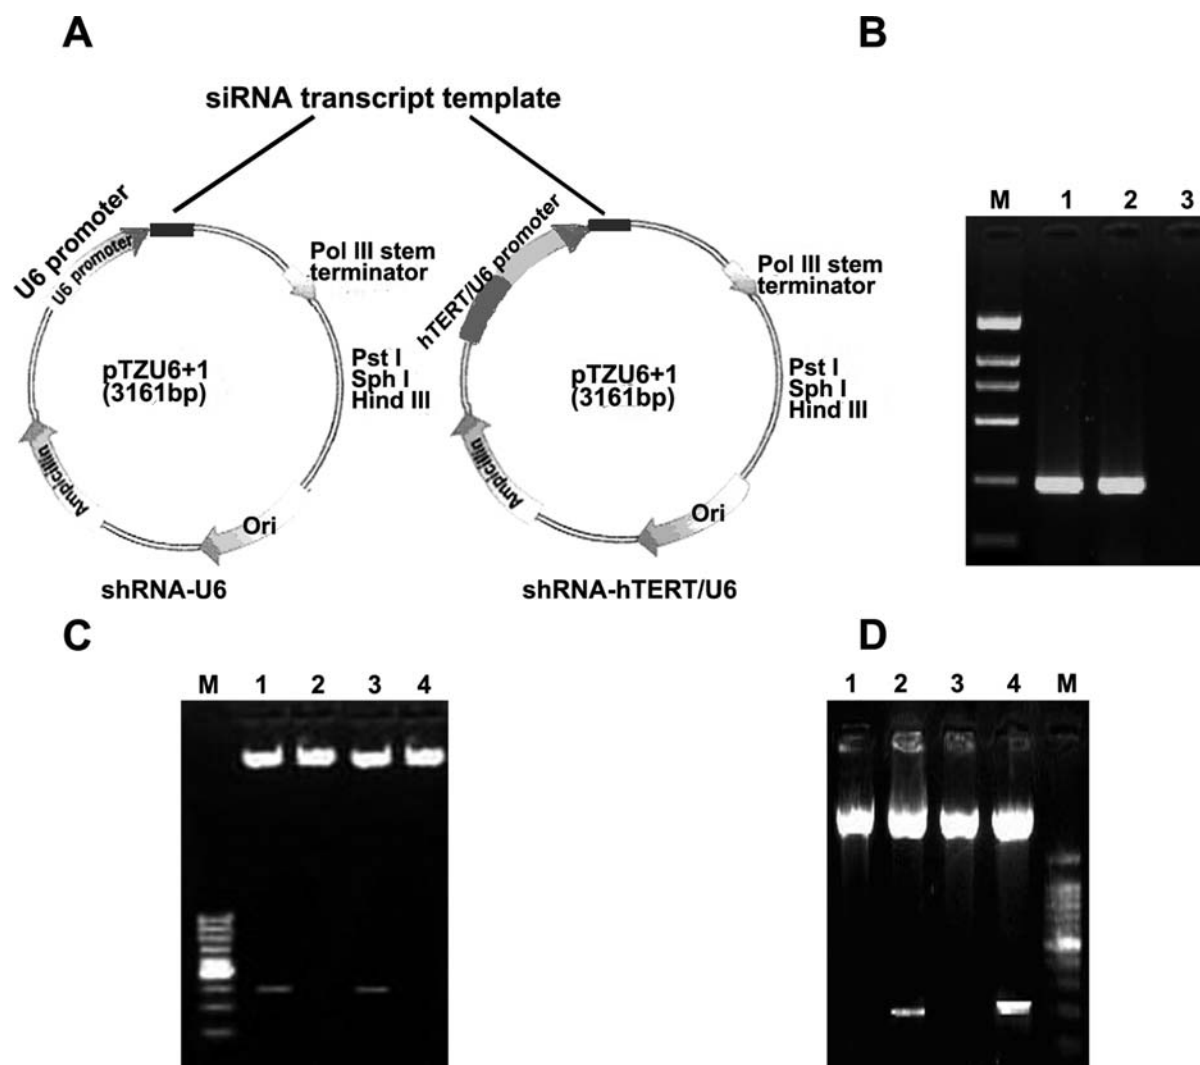 A
B
siRNA transcript template
U6 promoter
U6 promoter
Pol III stem
terminator
pTZU6+1
(3161bp)
Pst I
Sph I
Hind III
Ampicillin
Ori
shRNA-U6
hTERT/U6 promoter
Pol III stem
terminator
pTZU6+1
(3161bp)
Pst I
Sph I
Hind III
Ampicillin
Ori
shRNA-hTERT/U6
M 1 2 3
C
D
M 1 2 3 4
1 2 3 4 M